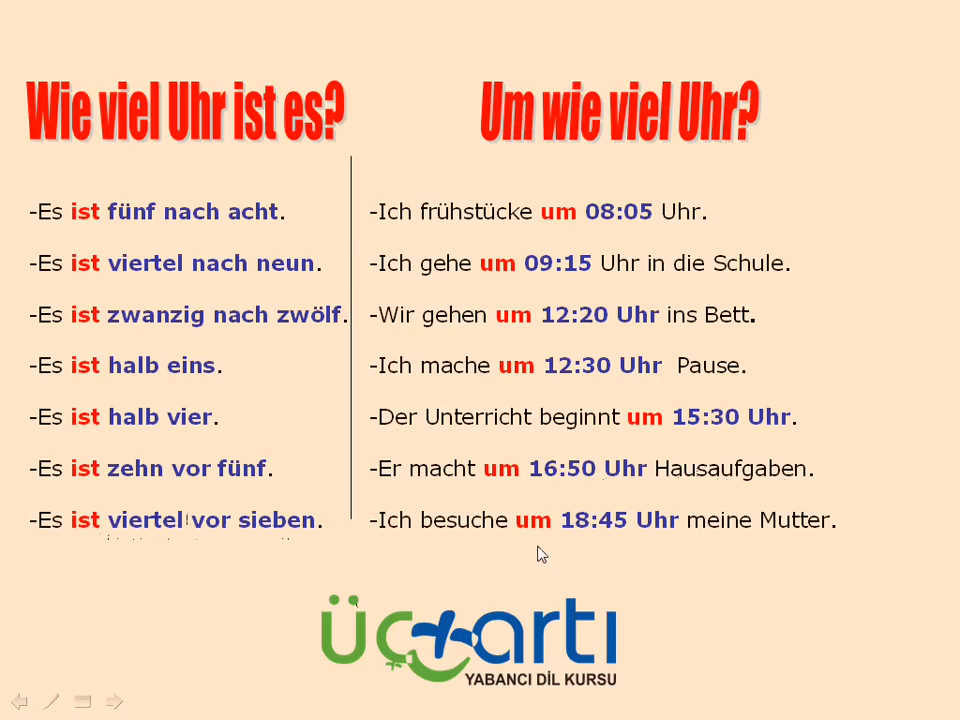 Wie viel Uhr ist es?
Um wie viel Uhr?
-Es ist fünf nach acht.
-Es ist viertel nach neun.
-Es ist zwanzig nach zwölf.
-Es ist halb eins.
-Es ist halb vier.
-Es ist zehn vor fünf.
-Es ist viertel vor sieben.
-Ich frühstücke um 08:05 Uhr.
-Ich gehe um 09:15 Uhr in die Schule.
-Wir gehen um 12:20 Uhr ins Bett.
-Ich mache um 12:30 Uhr Pause.
-Der Unterricht beginnt um 15:30 Uhr.
-Er macht um 16:50 Uhr Hausaufgaben.
-Ich besuche um 18:45 Uhr meine Mutter.
üç+artı
YABANCI DİL KURSU